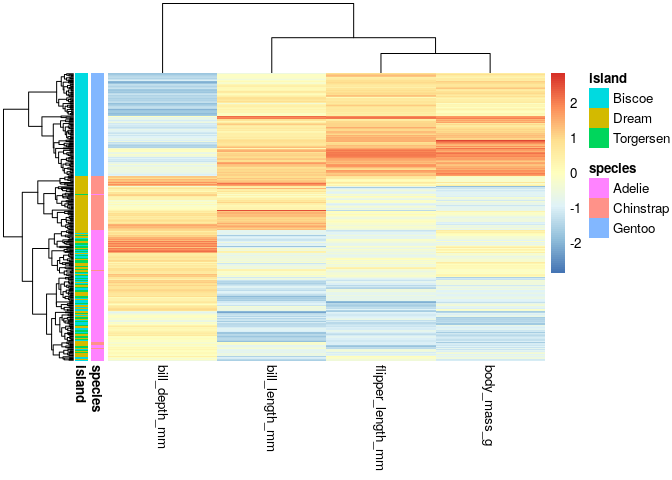 island
Biscoe
Dream
Torgersen
species
Adelie
Chinstrap
Gentoo
2
1
0
-1
-2
island
species
bill_depth_mm
bill_length_mm
flipper_length_mm
body_mass_g